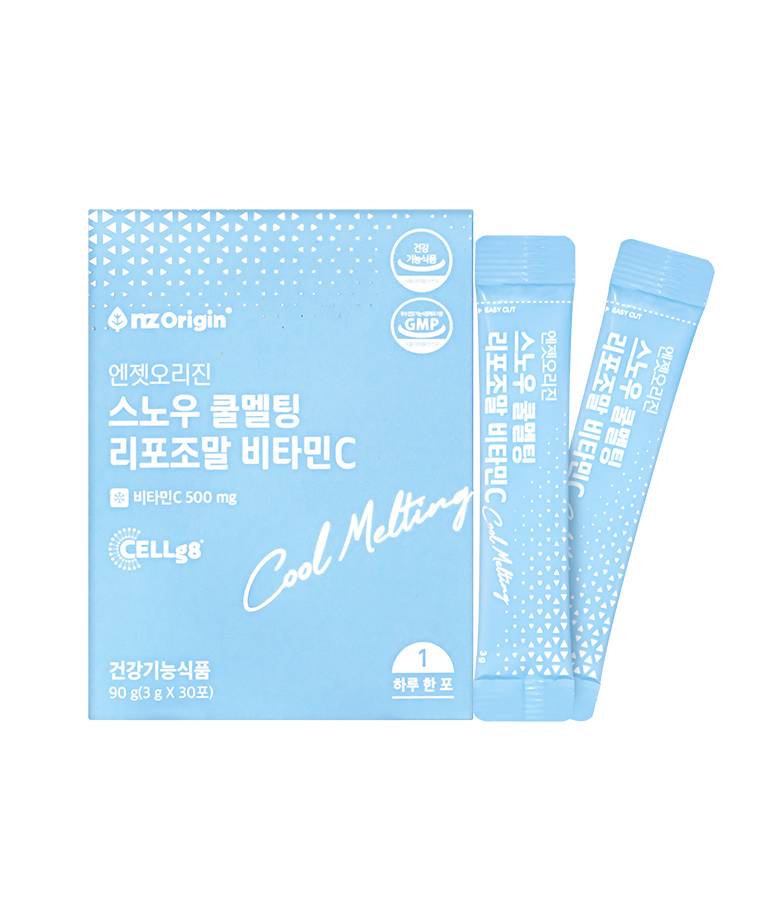 건강
기능식품
nzOrigin®
GMP
엔젯오리진
스노우 쿨멜팅
리포조말 비타민C
비타민C 500 mg
CELLg8®
Cool Melting
건강기능식품
90 g(3 g X 30포)
1
하루 한 포
EASY CUT
엔젯오리진
스노우 쿨멜팅
리포조말 비타민C
Cool Melting
3g
EASY CUT
엔젯오리진
스노우 쿨멜팅
리포조말 비타민C